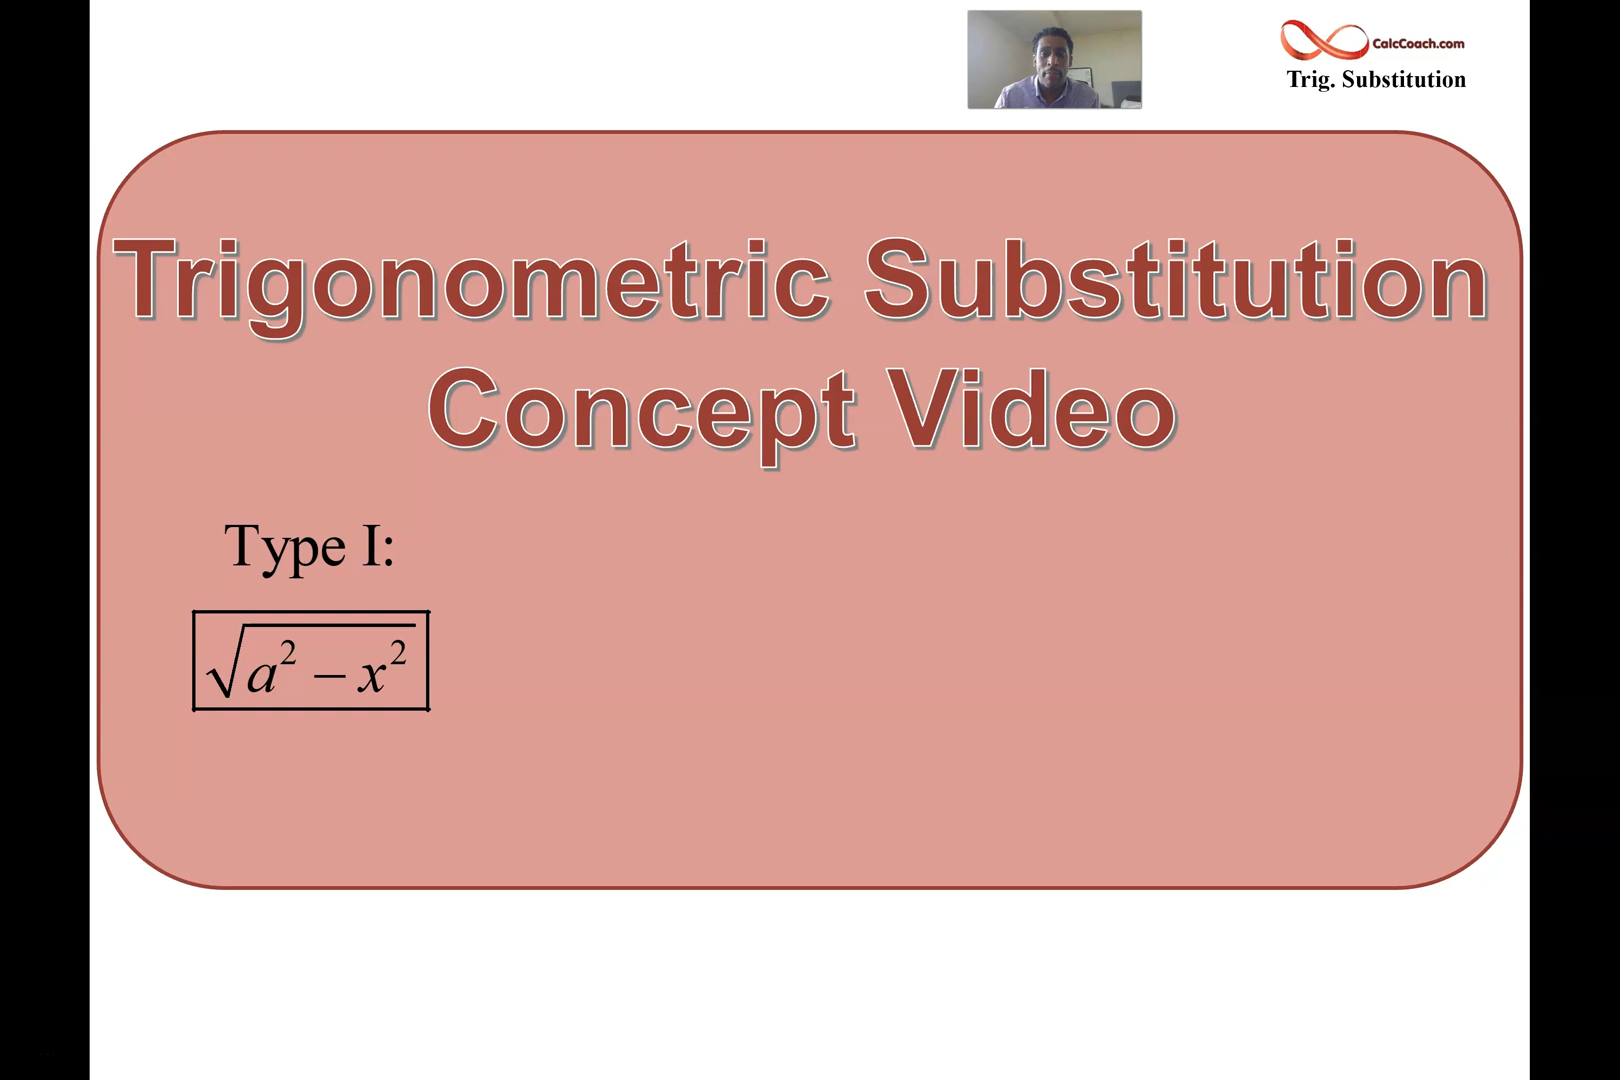 CalcCoach.com
Trig. Substitution
Trigonometric Substitution
Concept Video
Type I:
√a² − x²